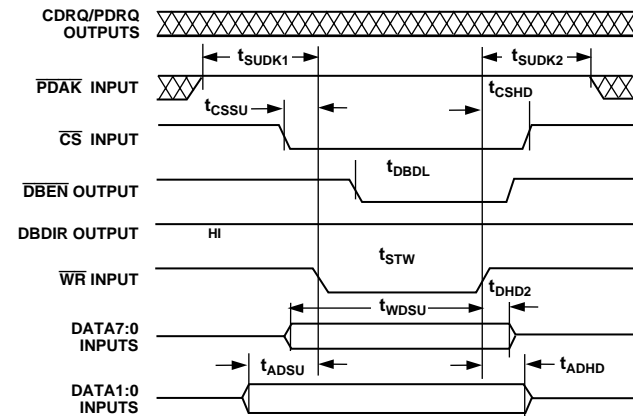 CDRQ/PDRQ
OUTPUTS
tSUDK1
tSUDK2
PDAK INPUT
tCSSU
tCSHD
CS INPUT
tDBDL
DBEN OUTPUT
DBDIR OUTPUT
HI
tSTW
WR INPUT
tDHD2
tWDSU
DATA7:0
INPUTS
tADSU
tADHD
DATA1:0
INPUTS